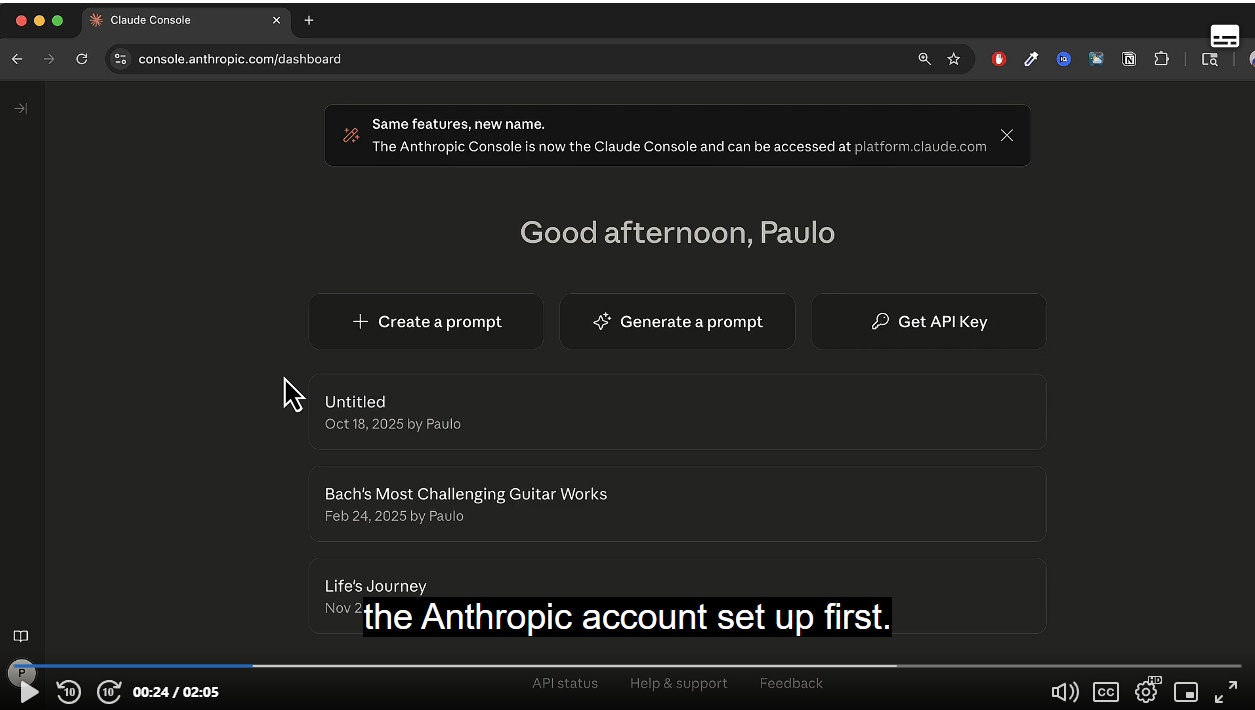 Claude Console
console.anthropic.com/dashboard
Same features, new name.
The Anthropic Console is now the Claude Console and can be accessed at platform.claude.com
Good afternoon, Paulo
Create a prompt
Generate a prompt
Get API Key
Untitled
Oct 18, 2025 by Paulo
Bach's Most Challenging Guitar Works
Feb 24, 2025 by Paulo
Life's Journey
Nov 2
the Anthropic account set up first.
P
10
10
00:24 / 02:05
API status
Help & support
Feedback
CC
HD